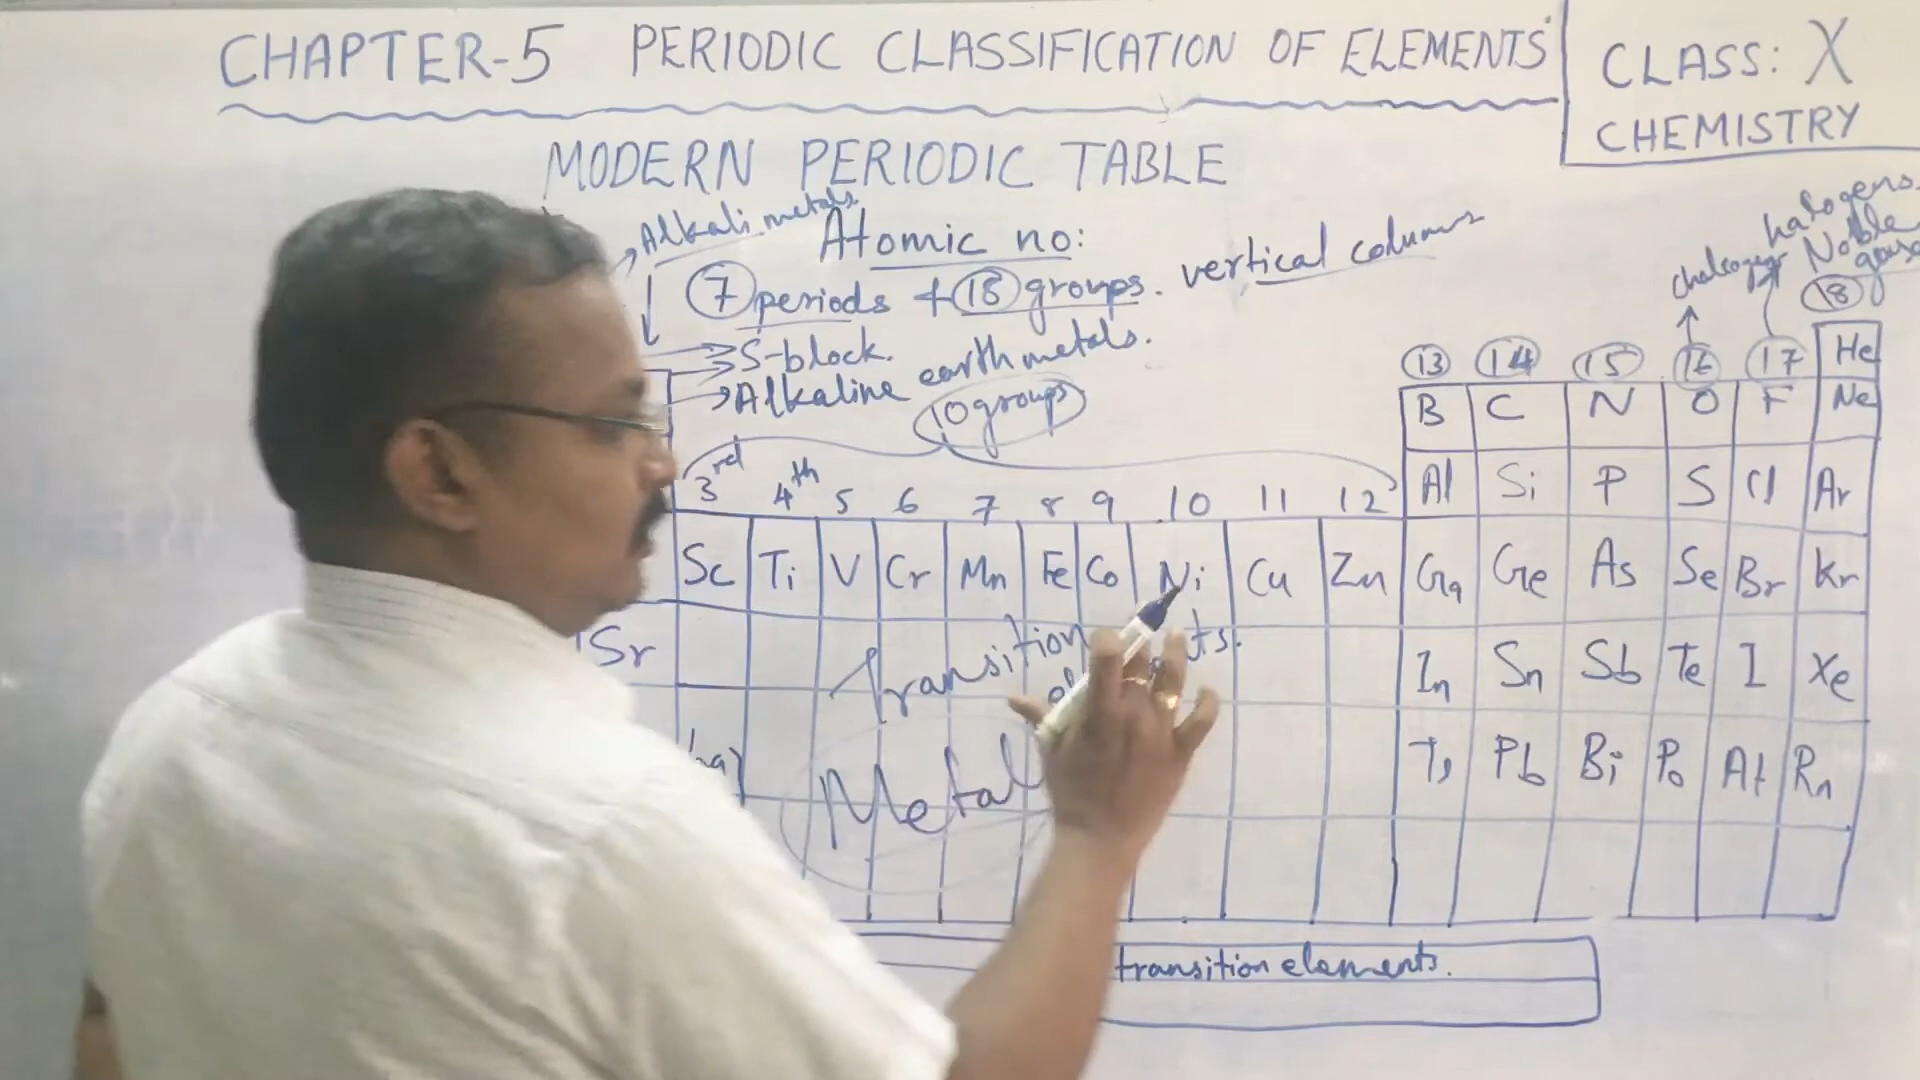 CHAPTER-5 PERIODIC CLASSIFICATION OF ELEMENTS
CLASS: X
CHEMISTRY
MODERN PERIODIC TABLE
Alkali metals
Atomic no:
7 periods + 18 groups. vertical columns
S-block.
Alkaline earth metals.
10 groups
halogens
Noble
18
13 14 15 16 17 He
B C N O F Ne
3rd 4th 5 6 7 8 9 10 11 12 Al Si P S Cl Ar
Sc Ti V Cr Mn Fe Co Ni Cu Zn Ga Ge As Se Br Kr
Sr In Sn Sb Te I Xe
Transition
Pb Bi Po At Rn
Metal
transition elements.